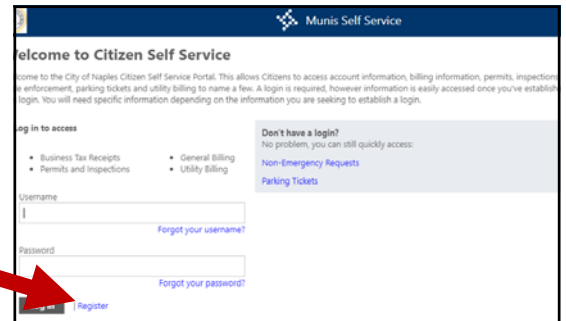 Munis Self Service
elcome to Citizen Self Service
come to the City of Naples Citizen Self Service Portal. This allows Citizens to access account information, billing information, permits, inspections
e enforcement, parking tickets and utility billing to name a few. A login is required, however information is easily accessed once you've establish
login. You will need specific information depending on the information you are seeking to establish a login.
og in to access
• Business Tax Receipts
• Permits and Inspections
• General Billing
• Utility Billing
Don't have a login?
No problem, you can still quickly access:
Non-Emergency Requests
Parking Tickets
Username
Forgot your username?
Password
Forgot your password?
Register